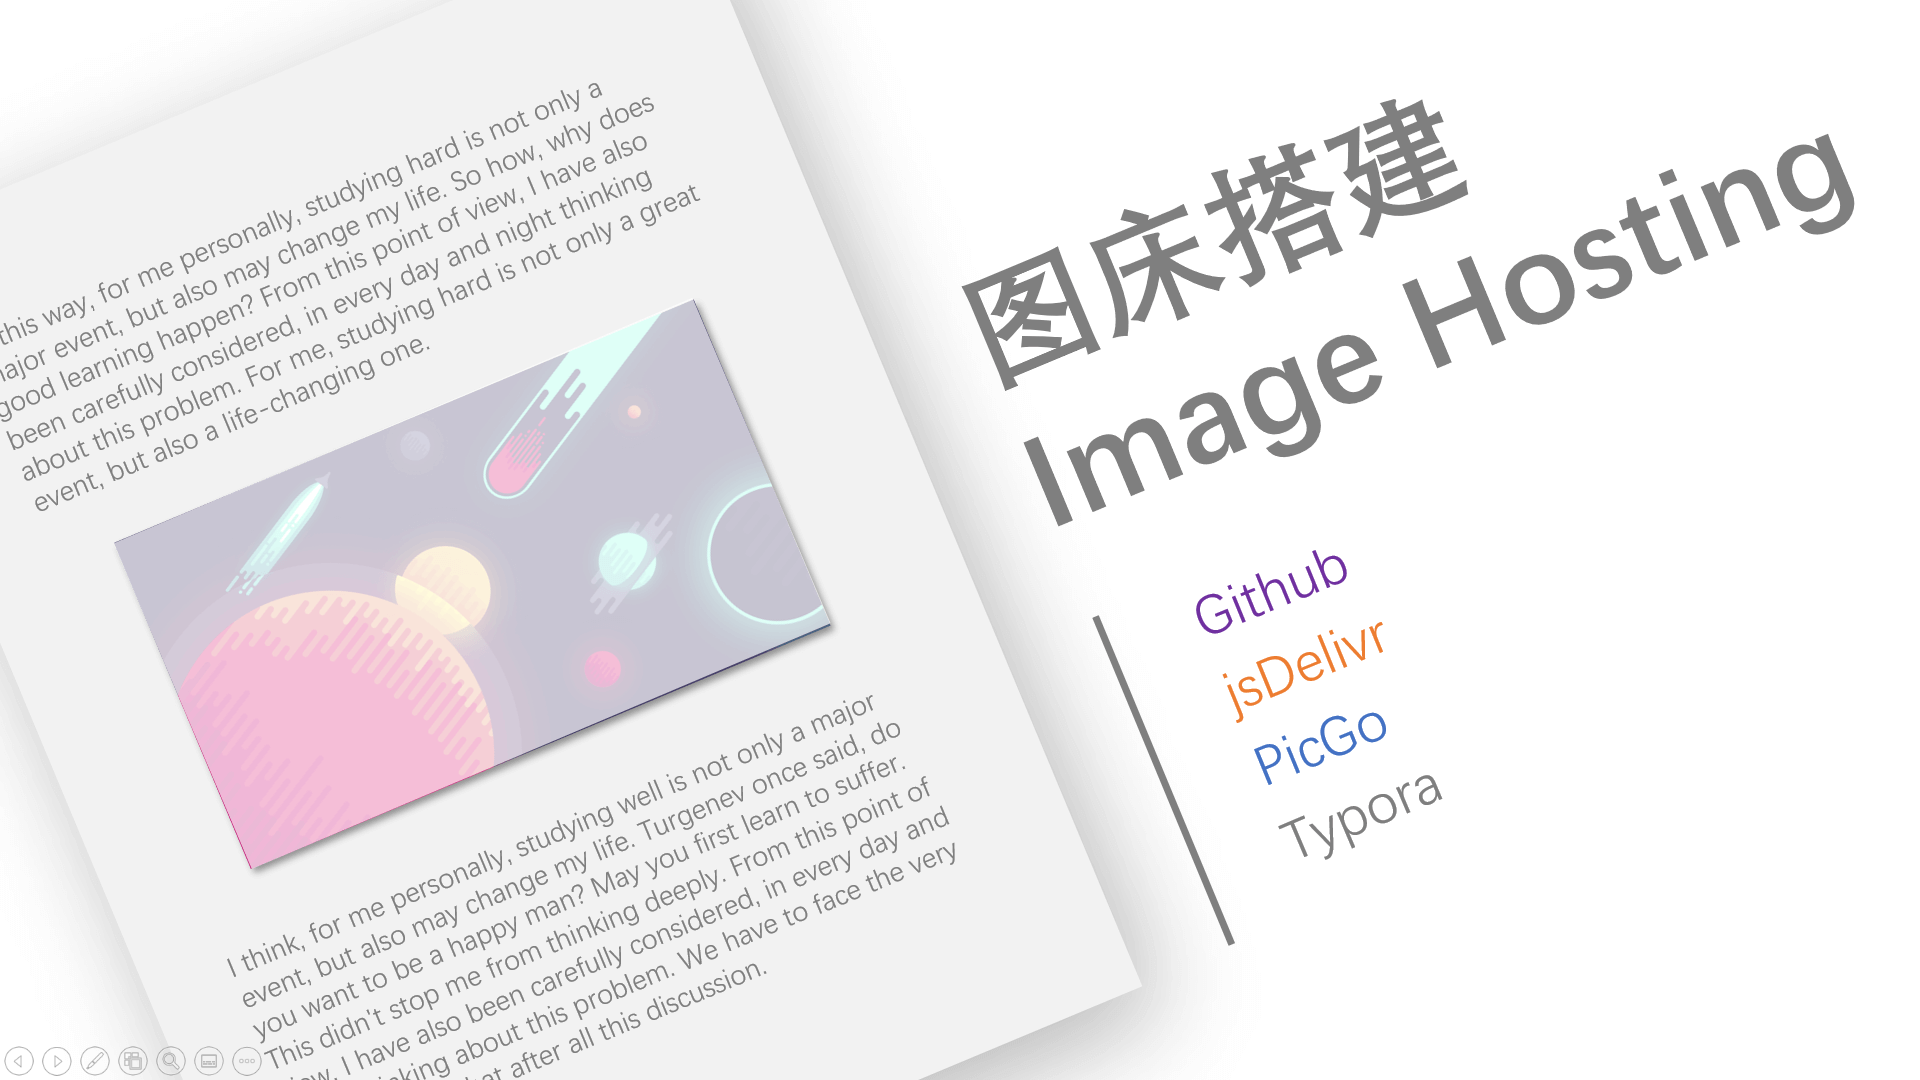 this way, for me personally, studying hard is not only a
major event, but also may change my life. So how, why does
good learning happen? From this point of view, I have also
been carefully considered, in every day and night thinking
about this problem. For me, studying hard is not only a great
event, but also a life-changing one.
I think, for me personally, studying well is not only a major
event, but also may change my life. Turgenev once said, do
you want to be a happy man? May you first learn to suffer.
This didn't stop me from thinking deeply. From this point of
I have also been carefully considered, in every day and
about this problem. We have to face the very
after all this discussion.
图床搭建
Image Hosting
Github
jsDelivr
PicGo
Typora